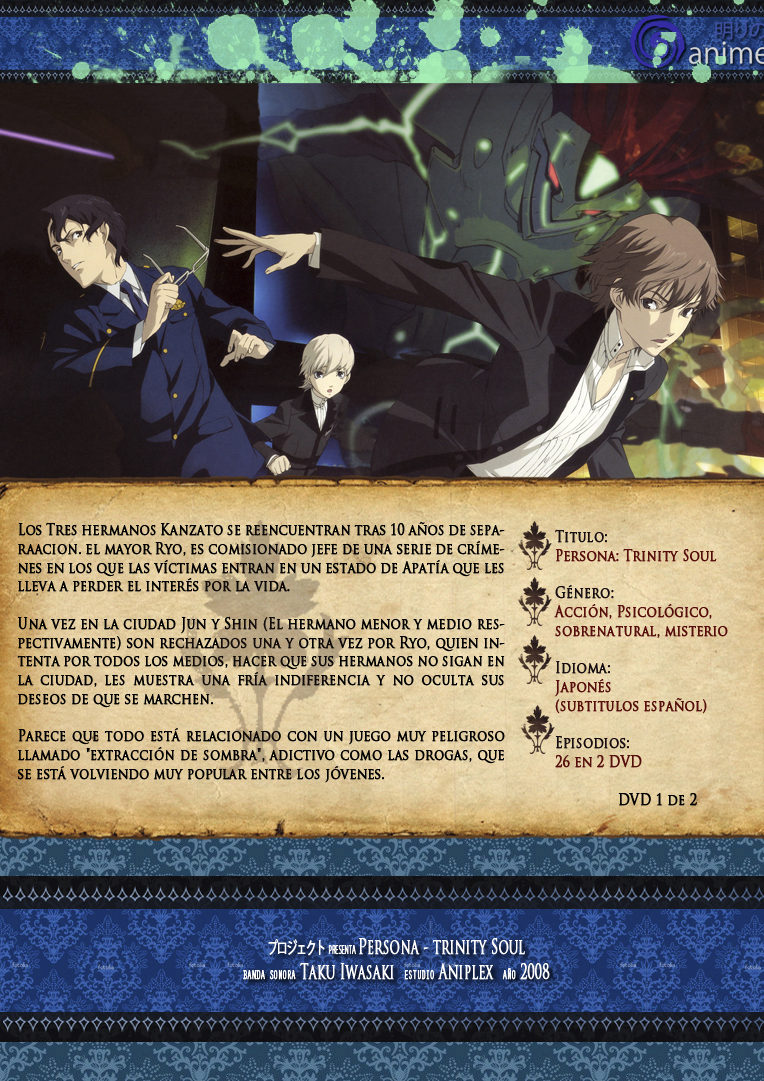 明りの
anime
Los Tres hermanos Kanzato se reencuentran tras 10 años de sepa-
raacion. el mayor Ryo, es comisionado jefe de una serie de críme-
nes en los que las víctimas entran en un estado de Apatía que les
lleva a perder el interés por la vida.
Una vez en la ciudad Jun y Shin (El hermano menor y medio res-
pectivamente) son rechazados una y otra vez por Ryo, quien in-
tenta por todos los medios, hacer que sus hermanos no sigan en
la ciudad, les muestra una fría indiferencia y no oculta sus
deseos de que se marchen.
Parece que todo está relacionado con un juego muy peligroso
llamado "extracción de sombra", adictivo como las drogas, que
se está volviendo muy popular entre los jóvenes.
Titulo:
Persona: Trinity Soul
Género:
Acción, Psicológico,
sobrenatural, misterio
Idioma:
Japonés
(subtitulos español)
Episodios:
26 en 2 DVD
DVD 1 de 2
プロジェクト presenta Persona - trinity Soul
banda sonora Taku Iwasaki estudio Aniplex año 2008